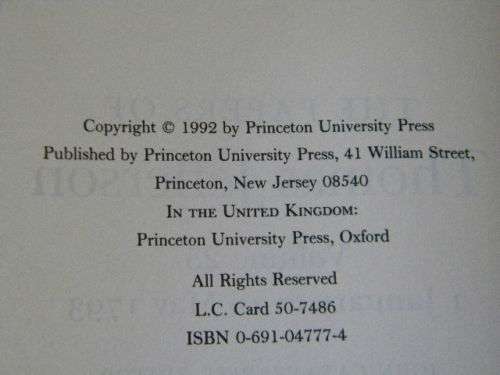 Copyright © 1992 by Princeton University Press
Published by Princeton University Press, 41 William Street,
Princeton, New Jersey 08540
IN THE UNITED KINGDOM:
Princeton University Press, Oxford
All Rights Reserved
L.C. Card 50-7486
ISBN 0-691-04777-4